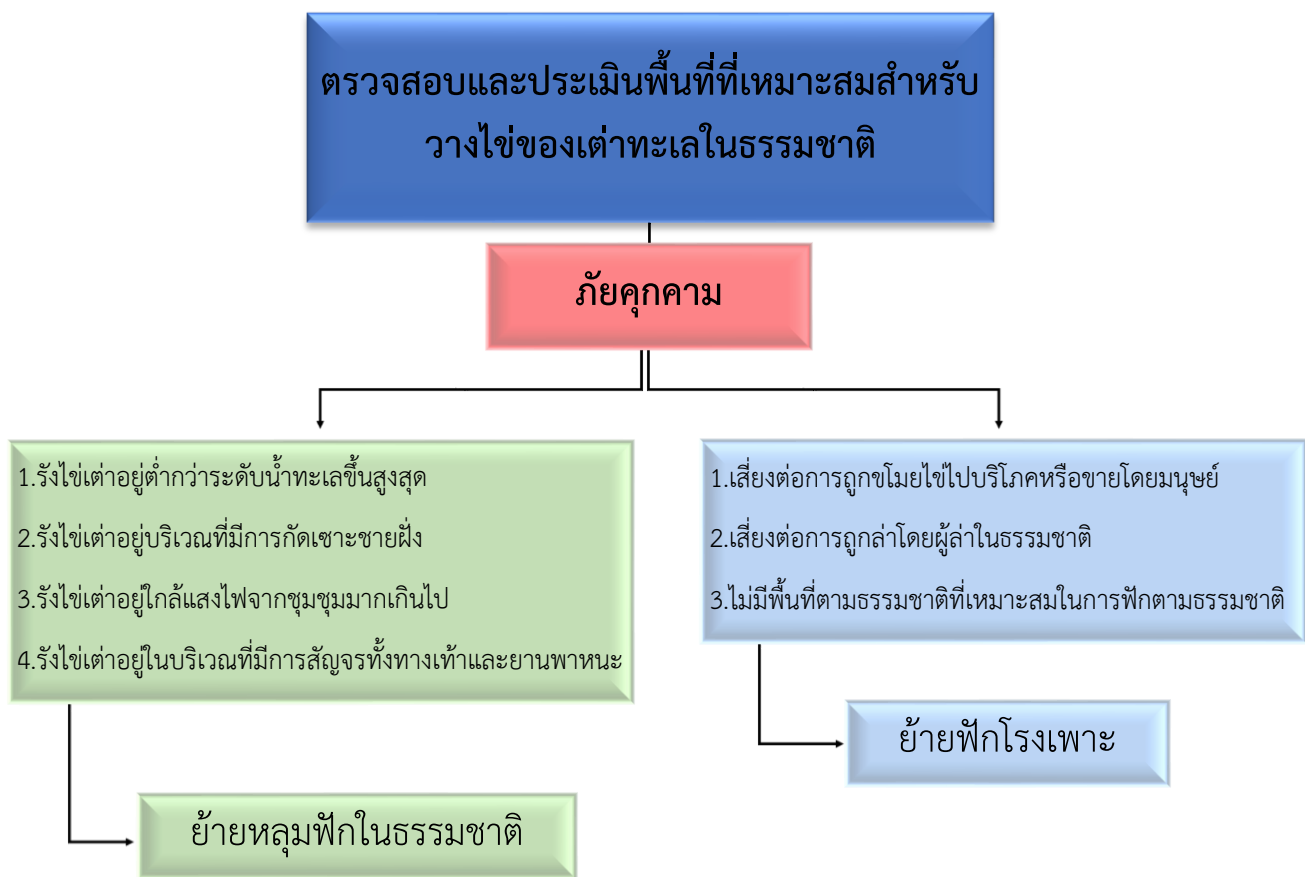 ตรวจสอบและประเมินพื้นที่ที่เหมาะสมสำหรับ
วางไข่ของเต่าทะเลในธรรมชาติ
ภัยคุกคาม
1.รังไข่เต่าอยู่ต่ำกว่าระดับน้ำทะเลขึ้นสูงสุด
2.รังไข่เต่าอยู่บริเวณที่มีการกัดเซาะชายฝั่ง
3.รังไข่เต่าอยู่ใกล้แสงไฟจากชุมชุมมากเกินไป
4.รังไข่เต่าอยู่ในบริเวณที่มีการสัญจรทั้งทางเท้าและยานพาหนะ
ย้ายหลุมฟักในธรรมชาติ
1.เสี่ยงต่อการถูกขโมยไข่ไปบริโภคหรือขายโดยมนุษย์
2.เสี่ยงต่อการถูกล่าโดยผู้ล่าในธรรมชาติ
3.ไม่มีพื้นที่ตามธรรมชาติที่เหมาะสมในการฟักตามธรรมชาติ
ย้ายฟักโรงเพาะ